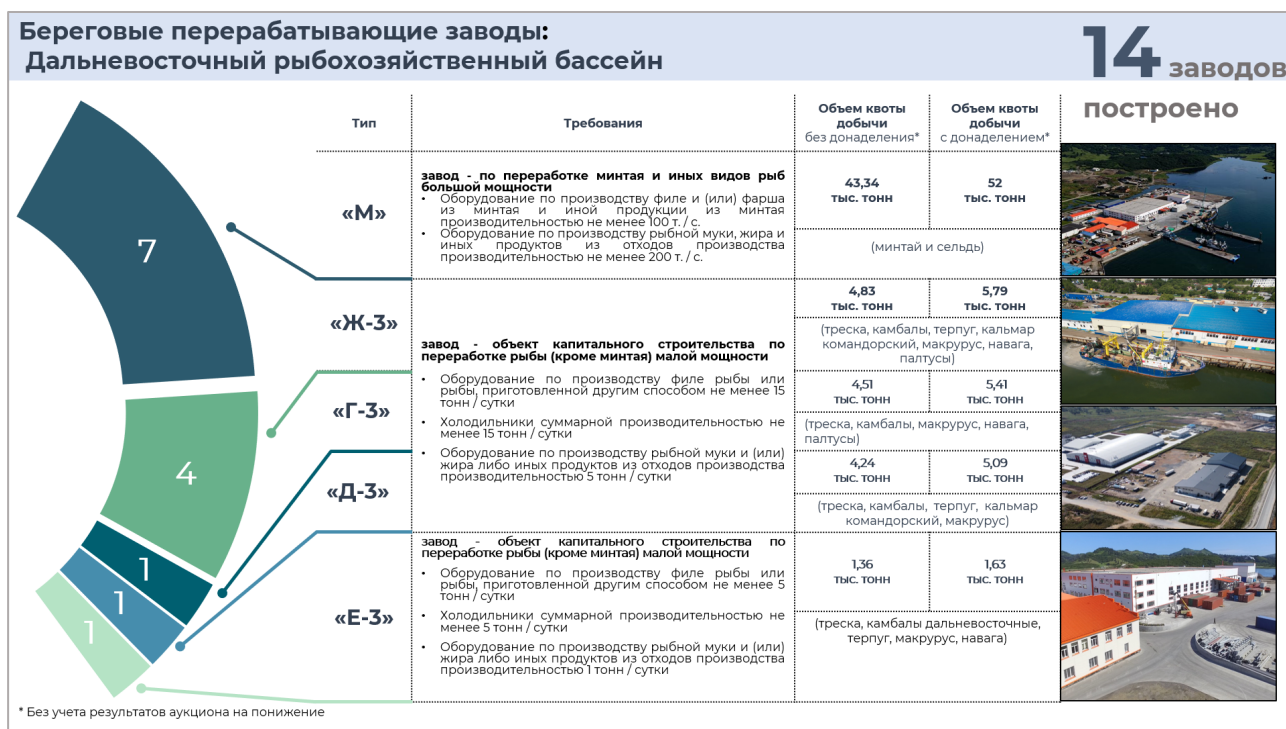 Береговые перерабатывающие заводы:
Дальневосточный рыбохозяйственный бассейн
14 заводов
построено
Тип
Требования
Объем квоты
добычи
без донаделения*
Объем квоты
добычи
с донаделением*
7
4
1
1
1
«М»
завод - по переработке минтая и иных видов рыб
большой мощности
• Оборудование по производству филе и (или) фарша
из минтая и иной продукции из минтая
производительностью не менее 100 т. / с.
• Оборудование по производству рыбной муки, жира и
иных продуктов из отходов производства
производительностью не менее 200 т. / с.
43,34
тыс. тонн
52
тыс. тонн
(минтай и сельдь)
«Ж-3»
«Г-3»
«Д-3»
завод - объект капитального строительства по
переработке рыбы (кроме минтая) малой мощности
• Оборудование по производству филе рыбы или
рыбы, приготовленной другим способом не менее 15
тонн / сутки
• Холодильники суммарной производительностью не
менее 15 тонн / сутки
• Оборудование по производству рыбной муки и (или)
жира либо иных продуктов из отходов производства
производительностью 5 тонн / сутки
4,83
тыс. тонн
5,79
тыс. тонн
(треска, камбалы, терпуг, кальмар
командорский, макрурус, навага,
палтусы)
4,51
тыс. тонн
5,41
тыс. тонн
(треска, камбалы, макрурус, навага,
палтусы)
4,24
тыс. тонн
5,09
тыс. тонн
(треска, камбалы, терпуг, кальмар
командорский, макрурус)
«Е-3»
завод - объект капитального строительства по
переработке рыбы (кроме минтая) малой мощности
• Оборудование по производству филе рыбы или
рыбы, приготовленной другим способом не менее 5
тонн / сутки
• Холодильники суммарной производительностью не
менее 5 тонн / сутки
• Оборудование по производству рыбной муки и (или)
жира либо иных продуктов из отходов производства
производительностью 1 тонн / сутки
1,36
тыс. тонн
1,63
тыс. тонн
(треска, камбалы дальневосточные,
терпуг, макрурус, навага)
* Без учета результатов аукциона на понижение